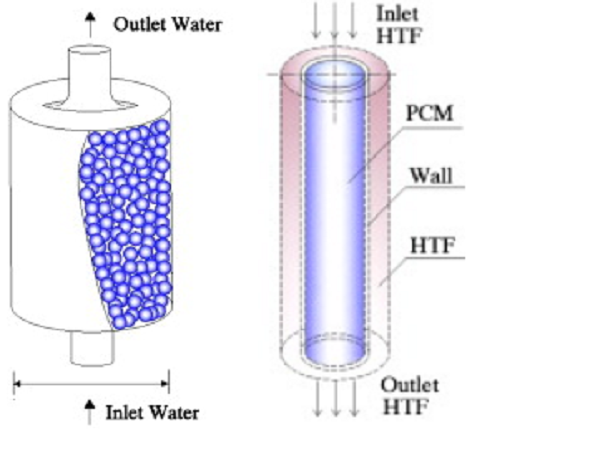 Outlet Water
Inlet Water
Inlet
HTF
PCM
Wall
HTF
Outlet
HTF